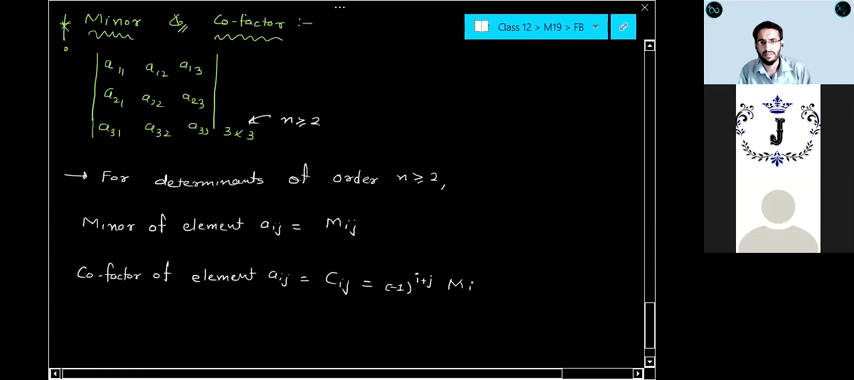 * Minor & Co-factor :-
Class 12 > M19 > FB
a11 a12 a13
a21 a22 a23
a31 a32 a33 3×3 ← n≥2
→ For determinants of order n≥2,
Minor of element aij = Mij
Co-factor of element aij = Cij = (-1)^i+j Mi
J